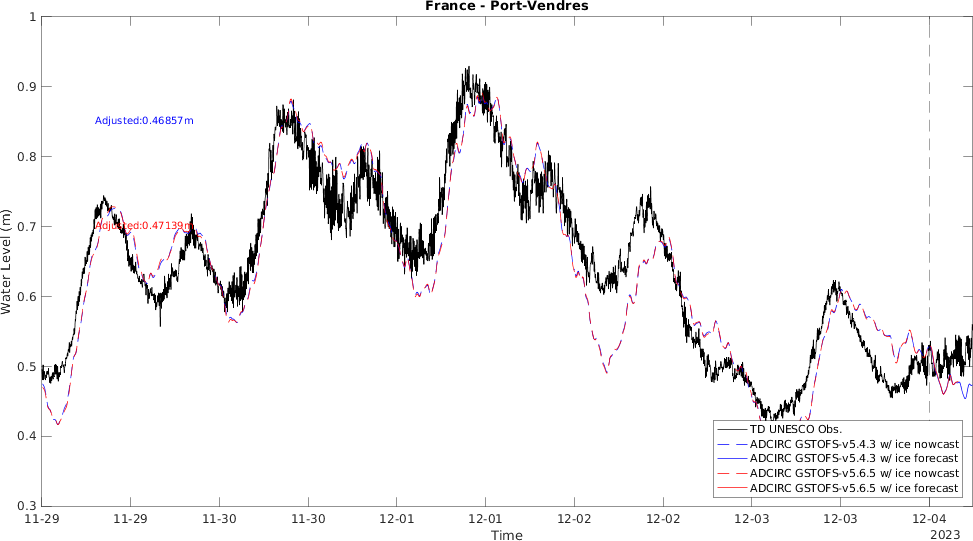 France - Port-Vendres
1
0.9
0.8
0.7
0.6
0.5
0.4
0.3
Water Level (m)
Adjusted:0.46857m
Adjusted:0.47139m
TD UNESCO Obs.
ADCIRC GSTOFS-v5.4.3 w/ ice nowcast
ADCIRC GSTOFS-v5.4.3 w/ ice forecast
ADCIRC GSTOFS-v5.6.5 w/ ice nowcast
ADCIRC GSTOFS-v5.6.5 w/ ice forecast
11-29 11-29 11-30 11-30 12-01 12-01 12-02 12-02 12-03 12-03 12-04
2023
Time